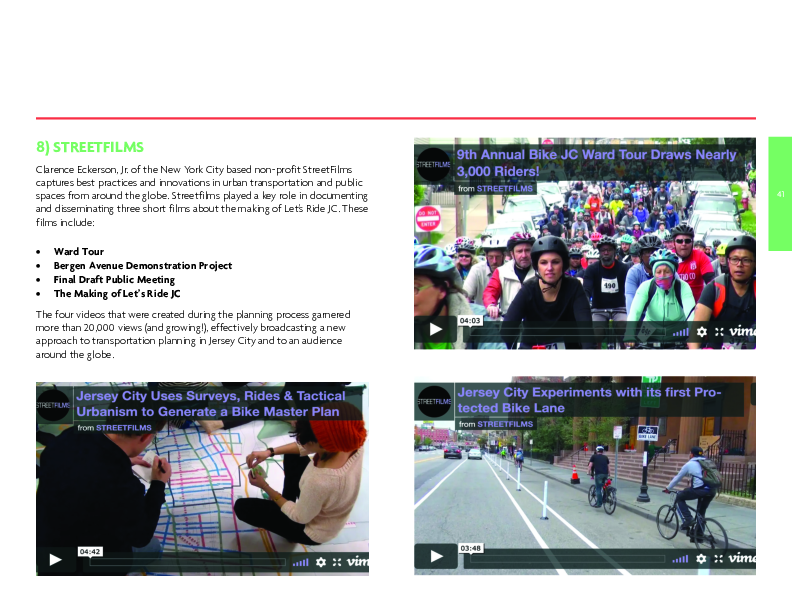 8) STREETFILMS
Clarence Eckerson, Jr. of the New York City based non-profit StreetFilms
captures best practices and innovations in urban transportation and public
spaces from around the globe. Streetfilms played a key role in documenting
and disseminating three short films about the making of Let's Ride JC. These
films include:
• Ward Tour
• Bergen Avenue Demonstration Project
• Final Draft Public Meeting
• The Making of Let's Ride JC
The four videos that were created during the planning process garnered
more than 20,000 views (and growing!), effectively broadcasting a new
approach to transportation planning in Jersey City and to an audience
around the globe.
STREETFILMS
Jersey City Uses Surveys, Rides & Tactical
Urbanism to Generate a Bike Master Plan
from STREETFILMS
04:42
vim
STREETFILMS
9th Annual Bike JC Ward Tour Draws Nearly
3,000 Riders!
from STREETFILMS
DO NOT
ENTER
190
04:03
vime
STREETFILMS
Jersey City Experiments with its first Pro-
tected Bike Lane
from STREETFILMS
BIKE LANE
03:48
vime
41